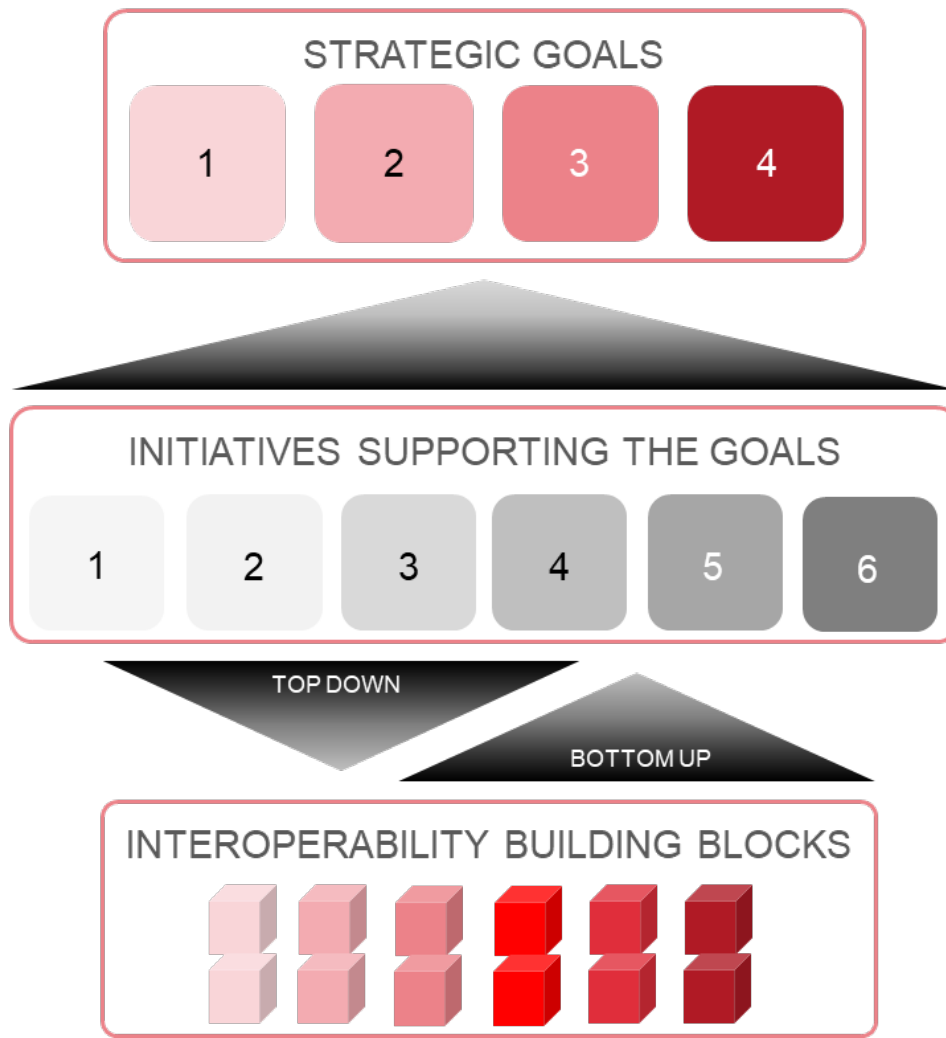 STRATEGIC GOALS
1 2 3 4
INITIATIVES SUPPORTING THE GOALS
1 2 3 4 5 6
TOP DOWN
BOTTOM UP
INTEROPERABILITY BUILDING BLOCKS